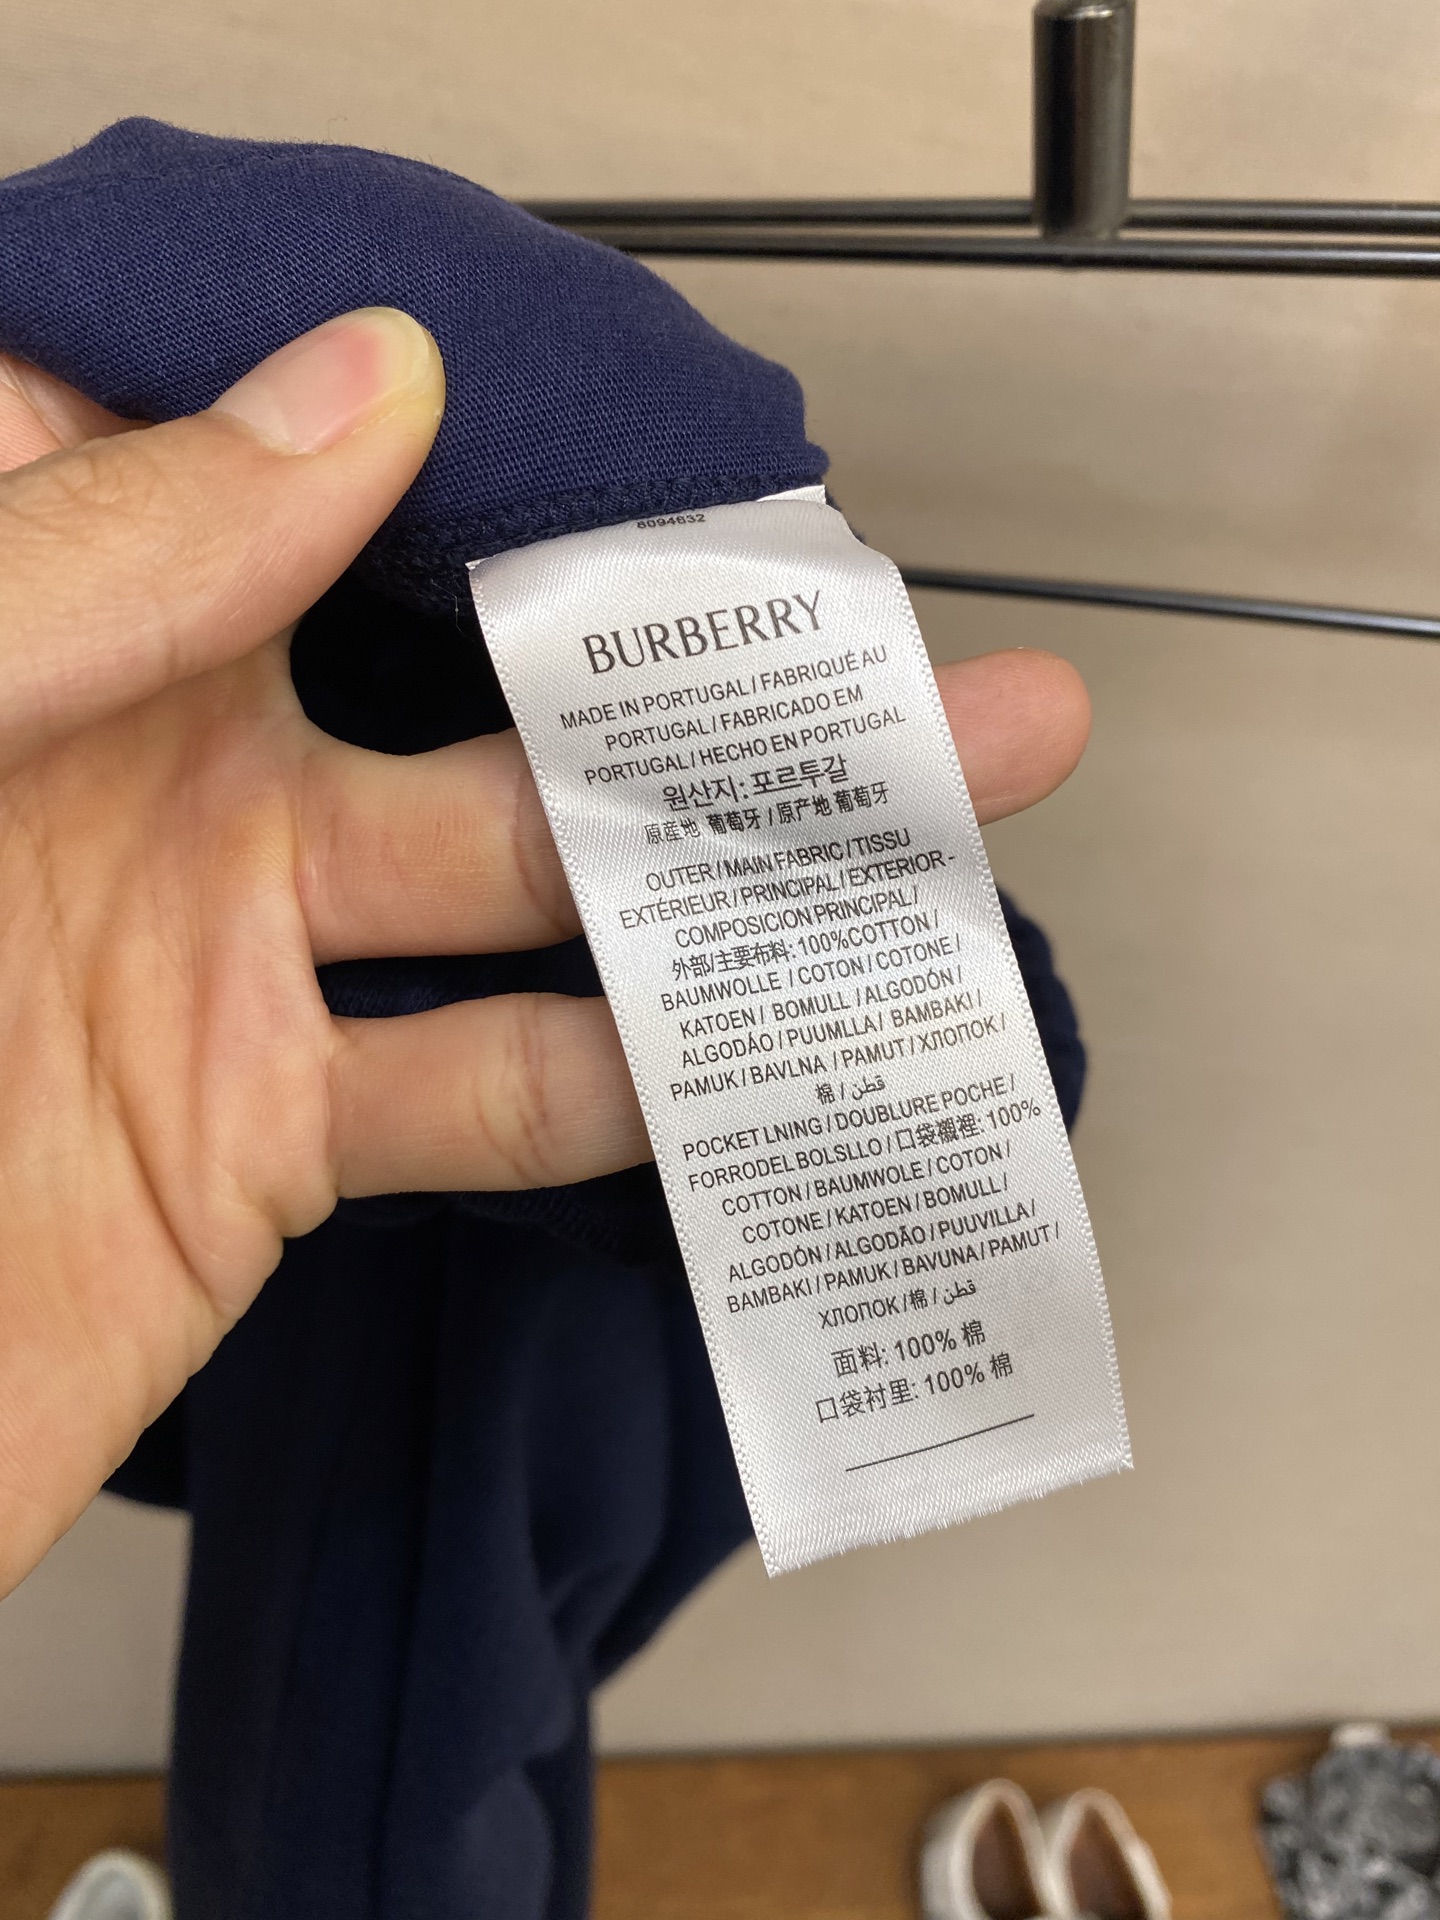 8094632
BURBERRY
MADE IN PORTUGAL / FABRIQUÉ AU
PORTUGAL / FABRICADO EM
PORTUGAL / HECHO EN PORTUGAL
원산지: 포르투갈
原産地 葡萄牙 / 原产地 葡萄牙
OUTER / MAIN FABRIC / TISSU
EXTÉRIEUR / PRINCIPAL / EXTERIOR -
COMPOSICION PRINCIPAL /
外部/主要布料: 100%COTTON /
BAUMWOLLE / COTON / COTONE /
KATOEN / BOMULL / ALGODÓN /
ALGODÃO / PUUMLLA / BAMBAKI /
PAMUK / BAVLNA / PAMUT / ХЛОПОК /
棉 / قطن
POCKET LNING / DOUBLURE POCHE /
FORRODEL BOLSLLO / 口袋襯裡: 100%
COTTON / BAUMWOLE / COTON /
COTONE / KATOEN / BOMULL /
ALGODÓN / ALGODÃO / PUUVILLA /
BAMBAKI / PAMUK / BAVUNA / PAMUT /
ХЛОПОК / 棉 / قطن
面料: 100% 棉
口袋衬里: 100% 棉